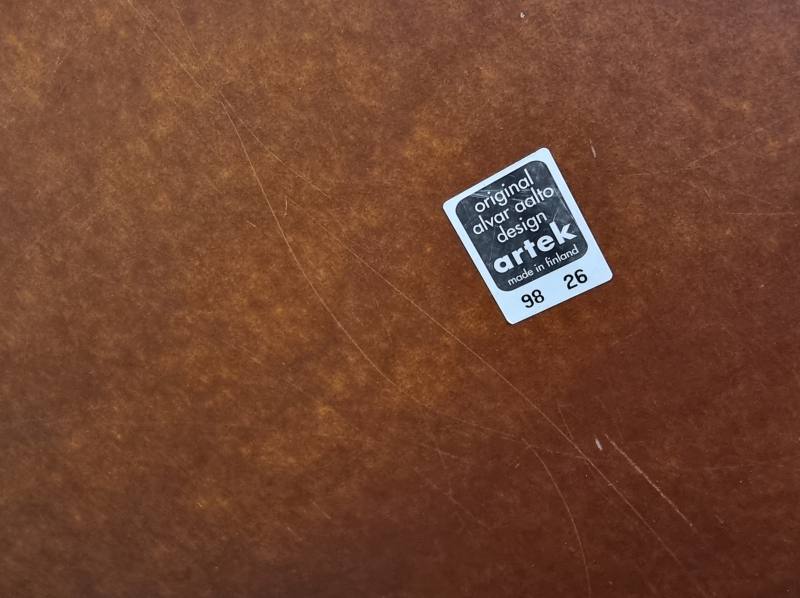 original
alvar aalto
design
artek
made in finland
98 26